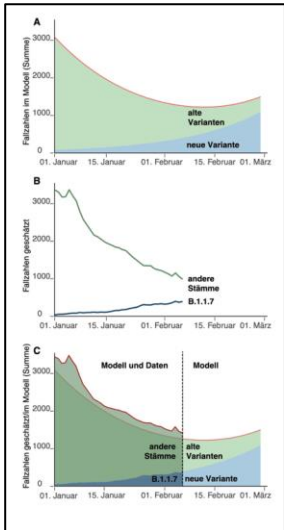 A
Fallzahlen im Modell (Summe)
3000
2000
1000
0
alte
Varianten
neue Variante
01. Januar 15. Januar 01. Februar 15. Februar 01. März
B
Fallzahlen geschätzt
3000
2000
1000
0
andere
Stämme
B.1.1.7
01. Januar 15. Januar 01. Februar 15. Februar 01. März
C
Fallzahlen geschätzt/im Modell (Summe)
Modell und Daten Modell
3000
2000
1000
0
andere alte
Stämme Varianten
B.1.1.7 neue Variante
01. Januar 15. Januar 01. Februar 15. Februar 01. März